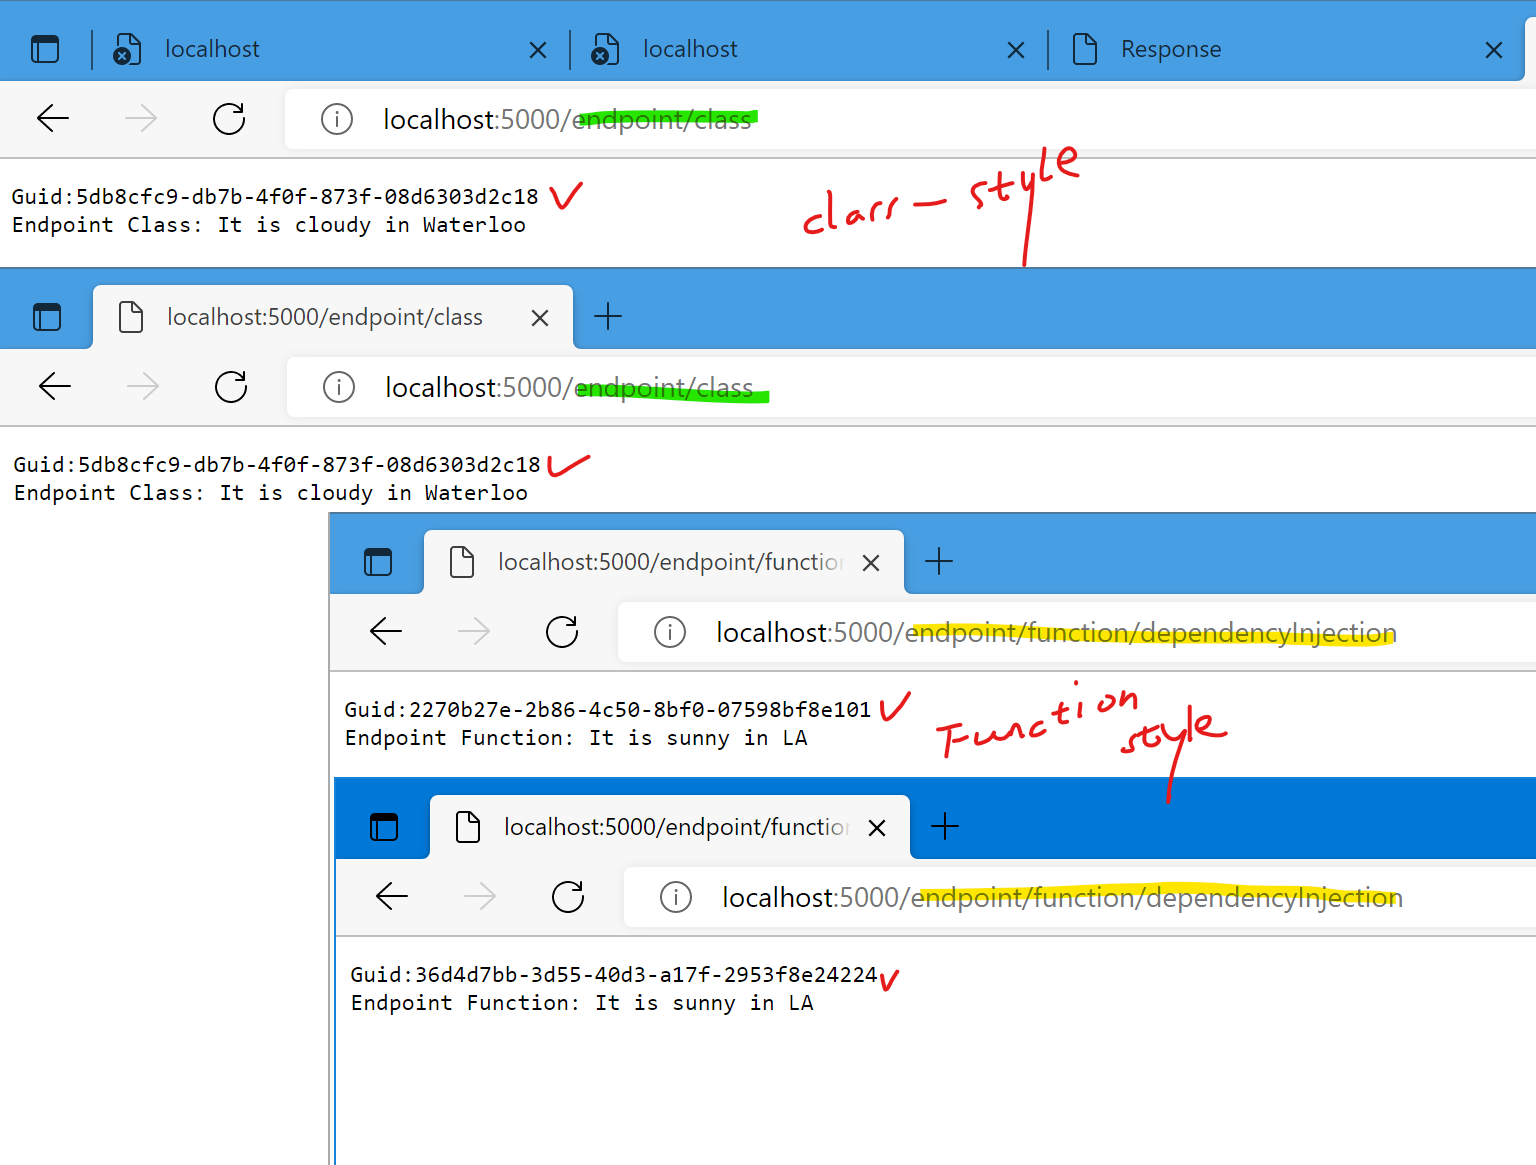 localhost
localhost
Response
localhost:5000/endpoint/class
Guid:5db8cfc9-db7b-4f0f-873f-08d6303d2c18
Endpoint Class: It is cloudy in Waterloo
class - style
localhost:5000/endpoint/class
localhost:5000/endpoint/class
Guid:5db8cfc9-db7b-4f0f-873f-08d6303d2c18
Endpoint Class: It is cloudy in Waterloo
localhost:5000/endpoint/function
localhost:5000/endpoint/function/dependencyInjection
Guid:2270b27e-2b86-4c50-8bf0-07598bf8e101
Endpoint Function: It is sunny in LA
Function
style
localhost:5000/endpoint/function
localhost:5000/endpoint/function/dependencyInjection
Guid:36d4d7bb-3d55-40d3-a17f-2953f8e24224
Endpoint Function: It is sunny in LA